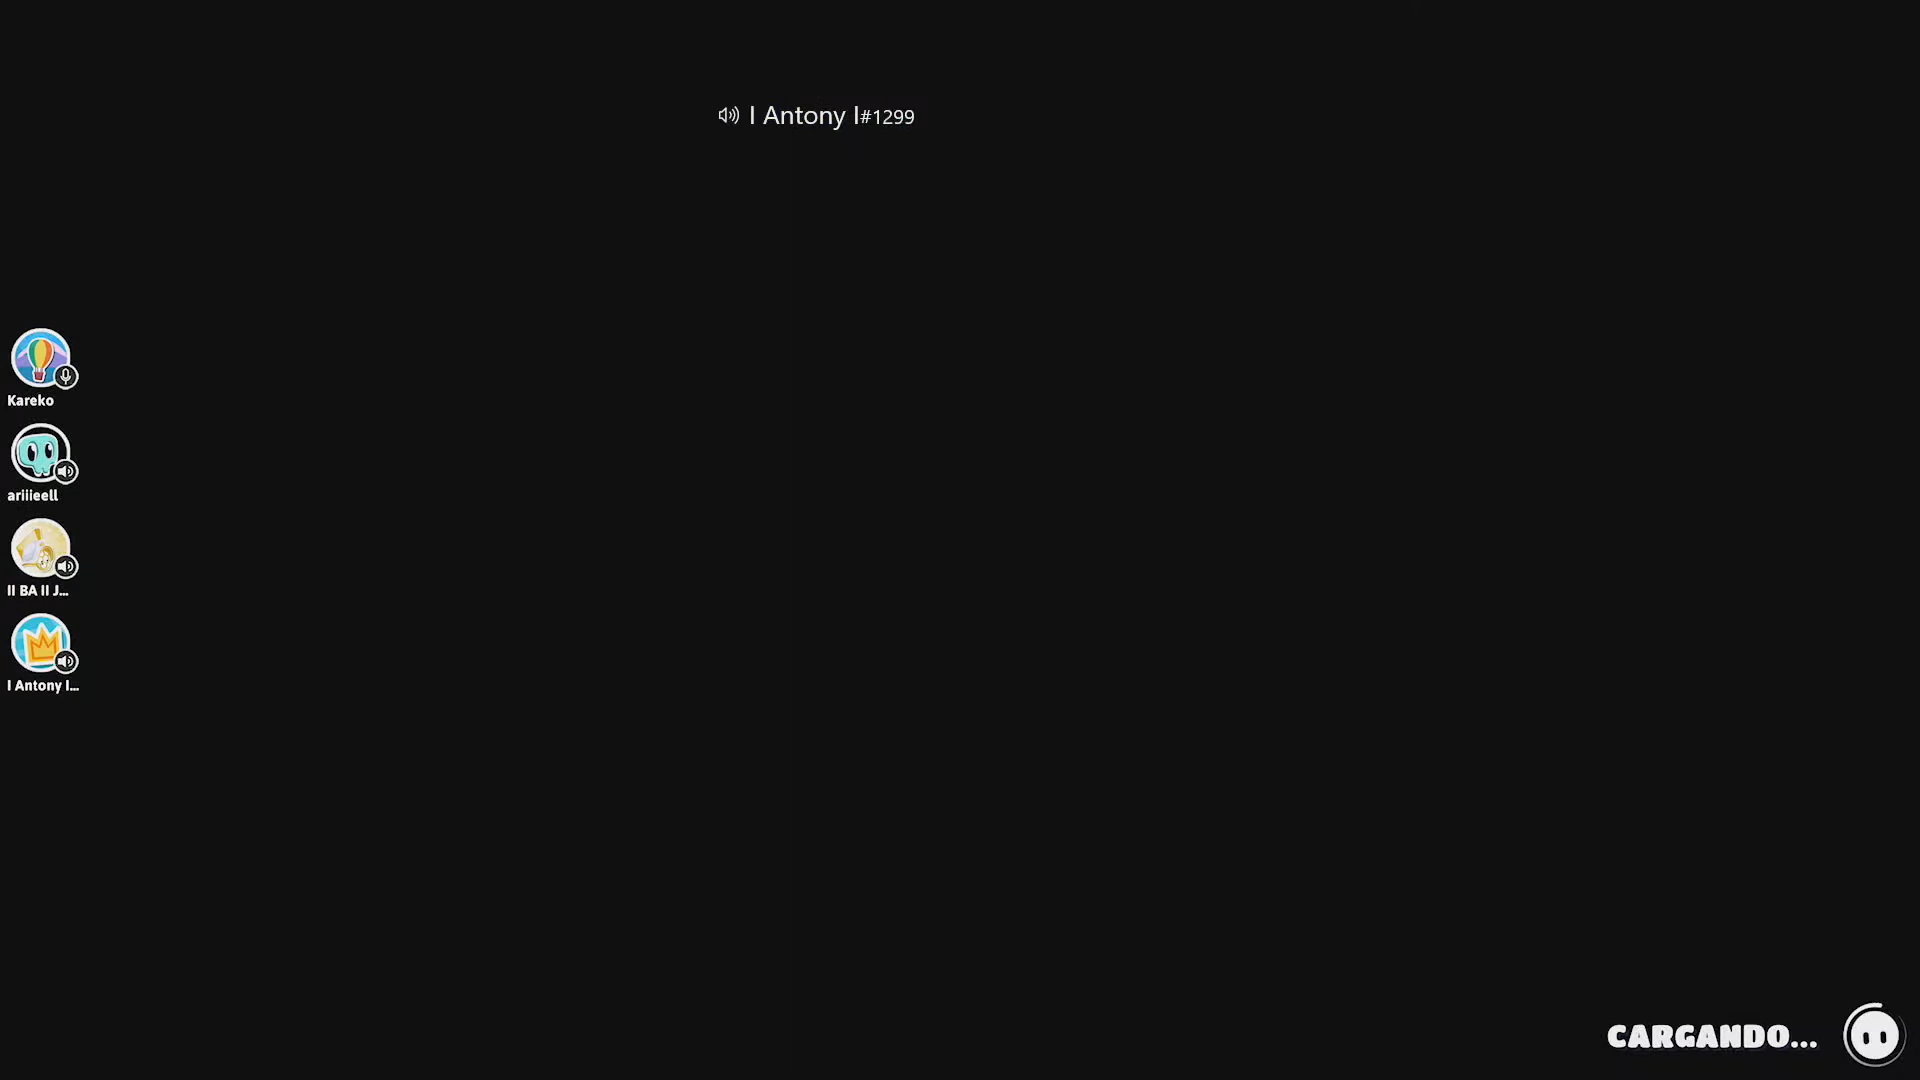 I Antony I#1299
Kareko
ariiieell
II BA II J...
I Antony I...
CARGANDO...